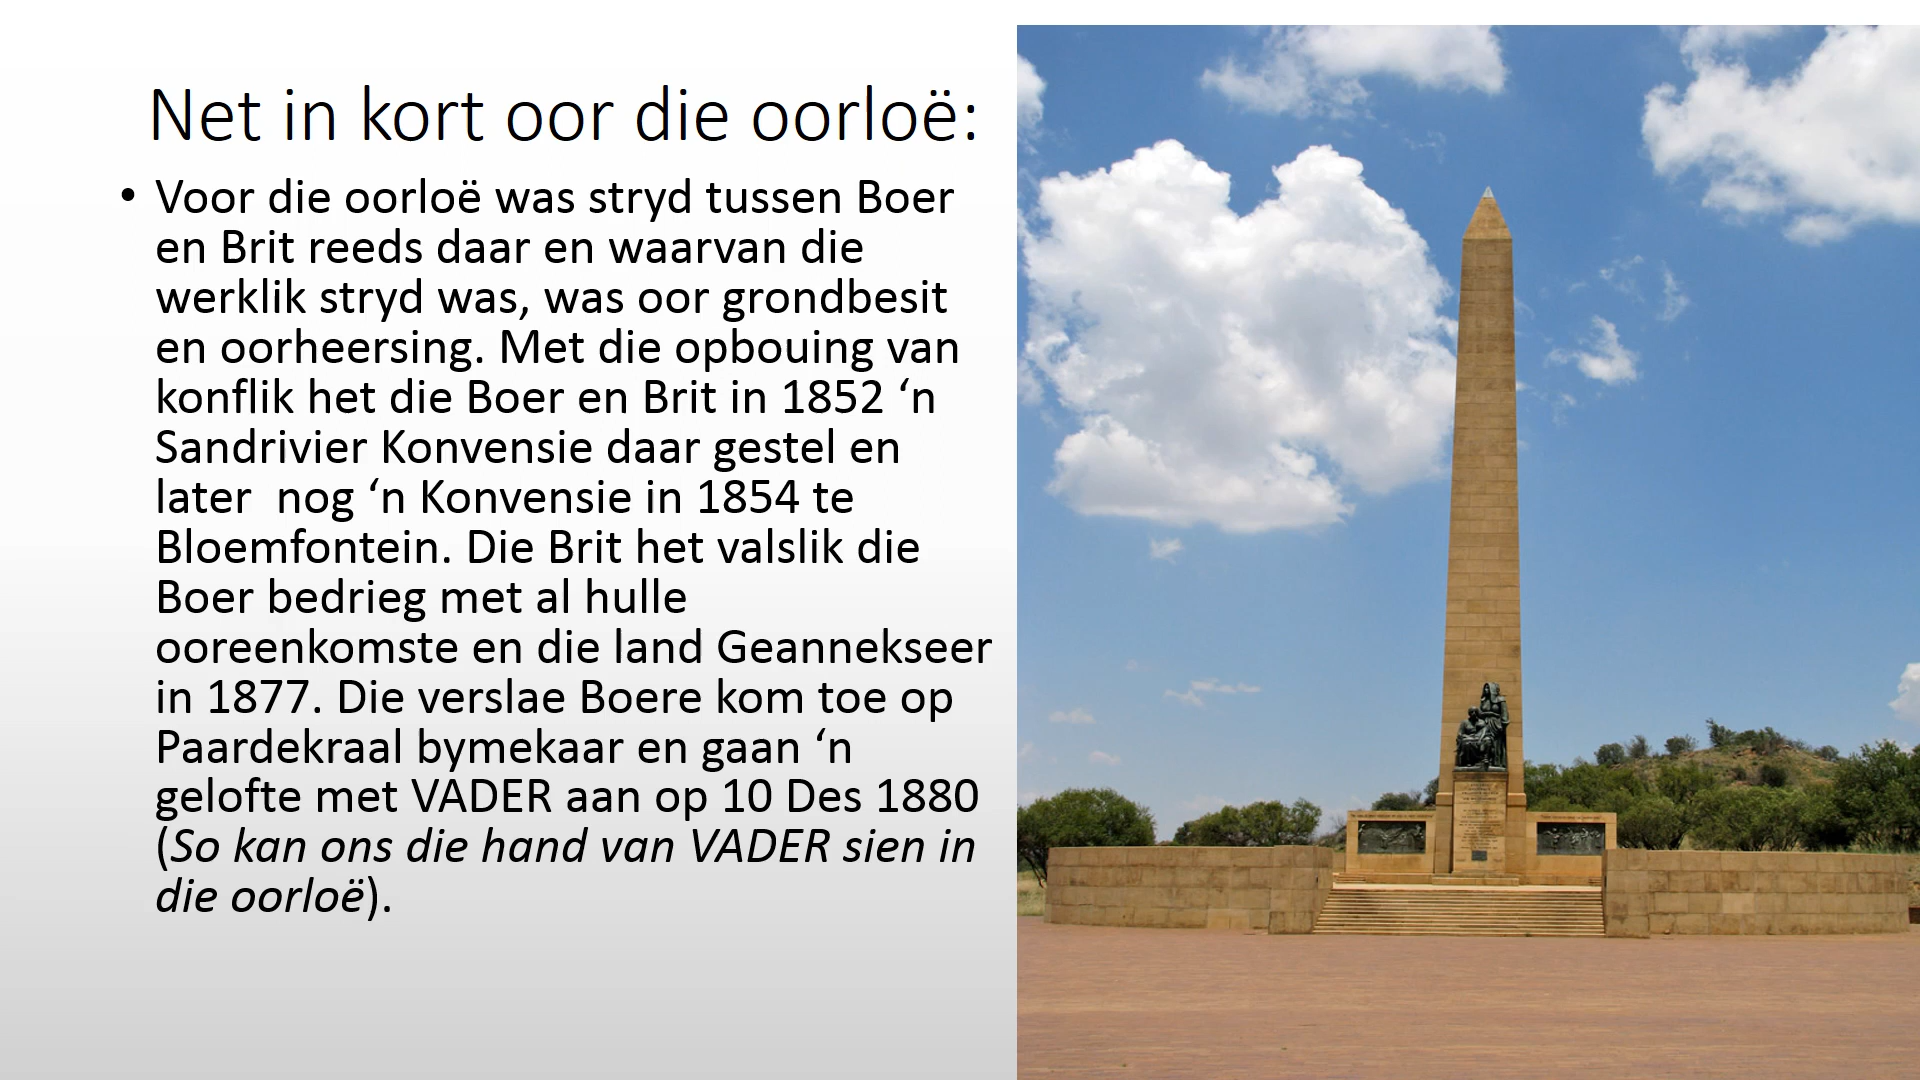 Net in kort oor die oorloë:
• Voor die oorloë was stryd tussen Boer
en Brit reeds daar en waarvan die
werklik stryd was, was oor grondbesit
en oorheersing. Met die opbouing van
konflik het die Boer en Brit in 1852 ‘n
Sandrivier Konvensie daar gestel en
later  nog ‘n Konvensie in 1854 te
Bloemfontein. Die Brit het valslik die
Boer bedrieg met al hulle
ooreenkomste en die land Geannekseer
in 1877. Die verslae Boere kom toe op
Paardekraal bymekaar en gaan ‘n
gelofte met VADER aan op 10 Des 1880
(So kan ons die hand van VADER sien in
die oorloë).